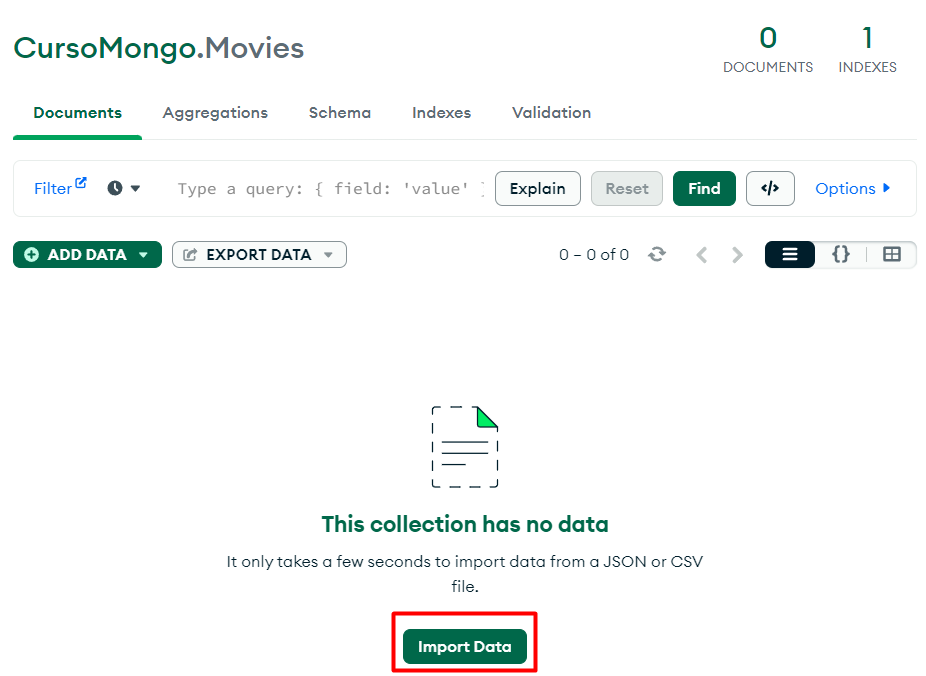 CursoMongo.Movies
0
DOCUMENTS
1
INDEXES
Documents
Aggregations
Schema
Indexes
Validation
Filter
Type a query: { field: 'value' }
Explain
Reset
Find
</>
Options
ADD DATA
EXPORT DATA
0 – 0 of 0
{}
This collection has no data
It only takes a few seconds to import data from a JSON or CSV
file.
Import Data